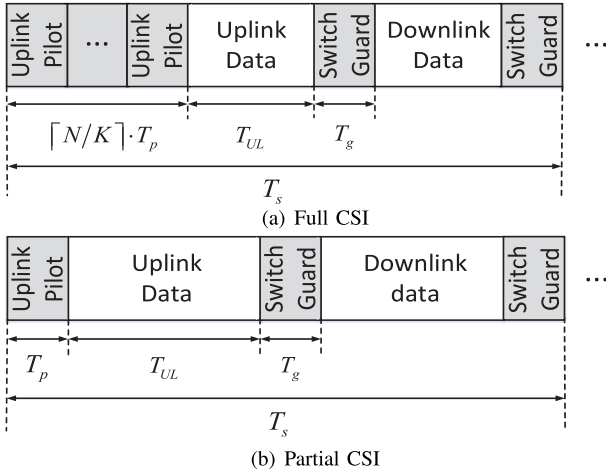 Uplink Pilot ... Uplink Pilot Uplink Data Switch Guard Downlink Data Switch Guard ...
⌈N/K⌉·T_p T_UL T_g
T_s
(a) Full CSI
Uplink Pilot Uplink Data Switch Guard Downlink data Switch Guard ...
T_p T_UL T_g
T_s
(b) Partial CSI